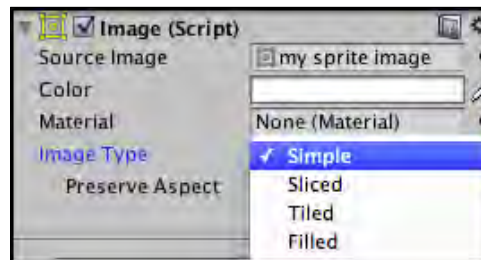 Image (Script)
Source Image my sprite image
Color
Material None (Material)
Image Type ✓ Simple
Preserve Aspect Sliced
Tiled
Filled